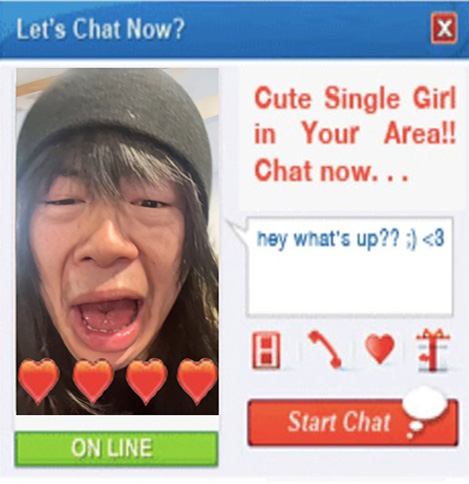 Let's Chat Now?
X
Cute Single Girl
in Your Area!!
Chat now. . .
hey what's up?? ;) <3
Start Chat
ON LINE